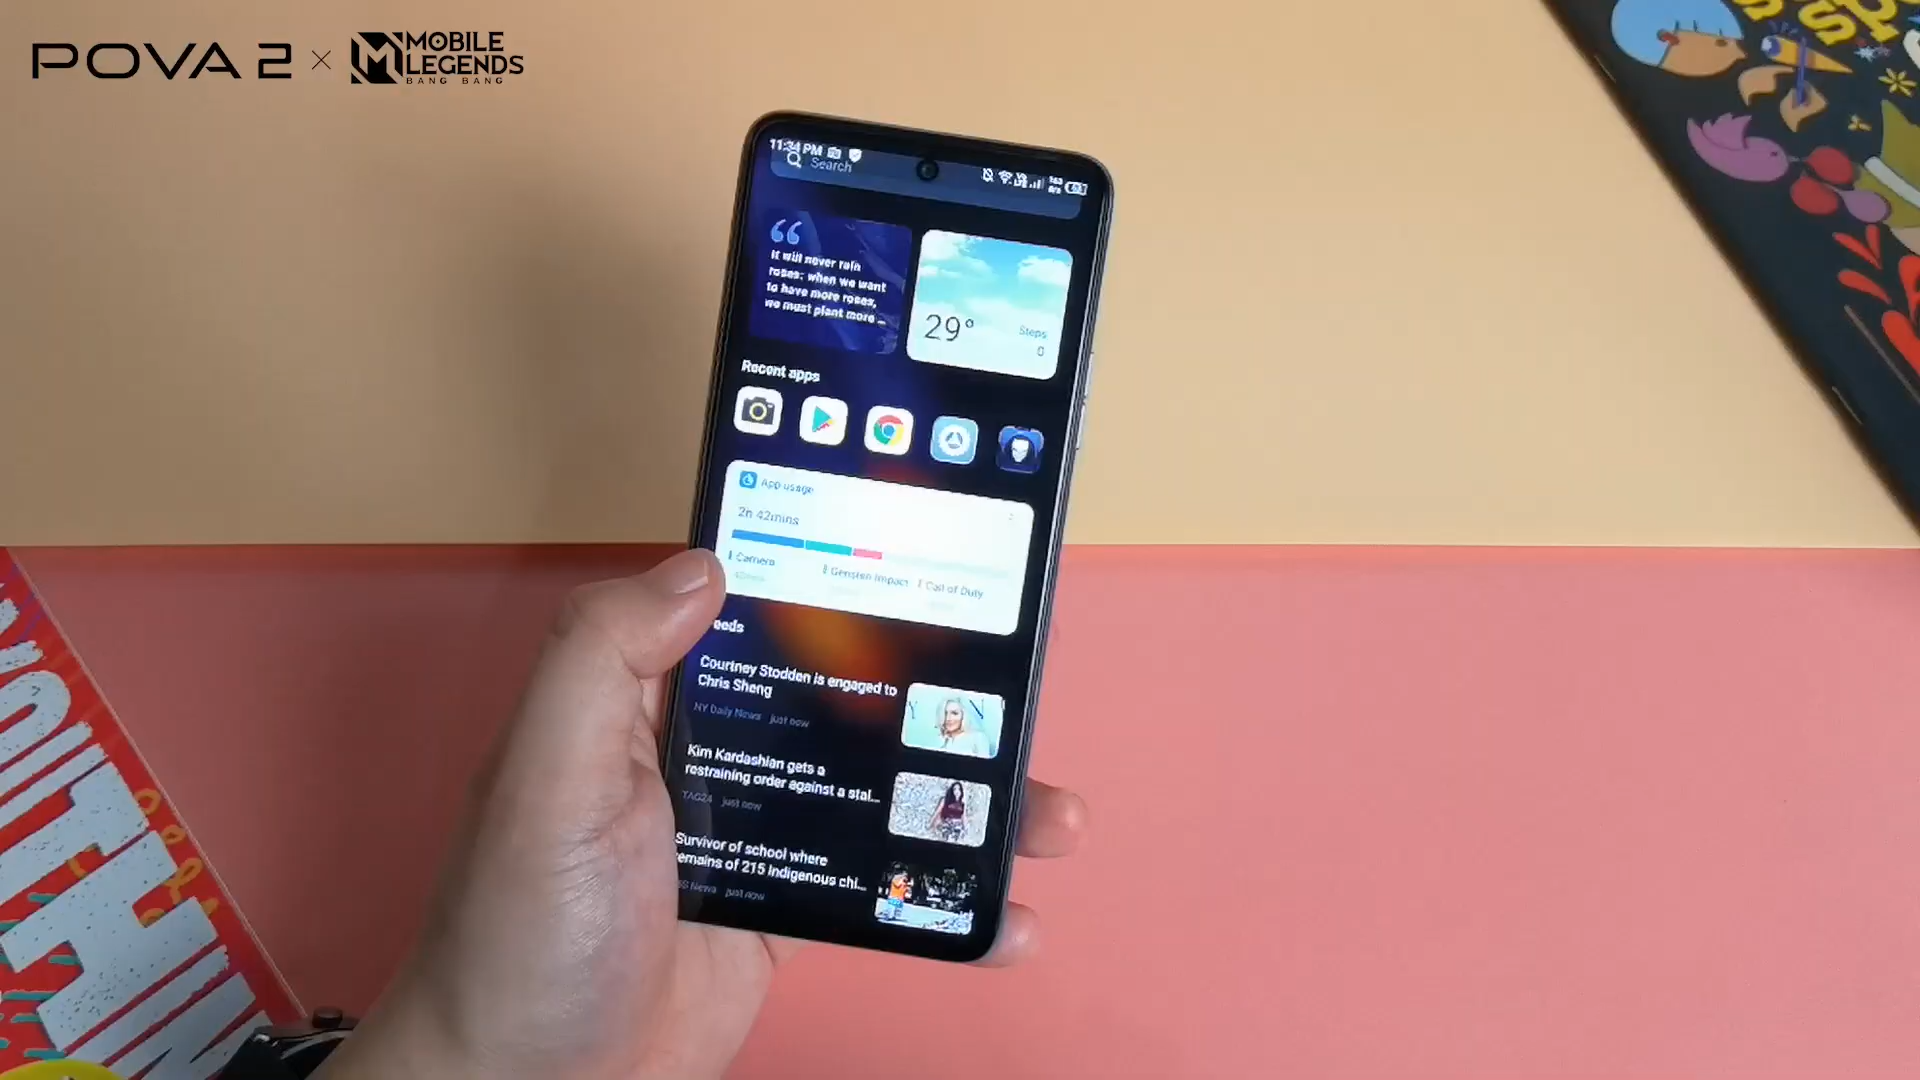 POVA 2 × MOBILE LEGENDS
BANG BANG
11:34 PM
Search
It will never rain
roses: when we want
to have more roses,
we must plant more ...
29°
Steps
0
Recent apps
App usage
2h 42mins
Camera
Genshin Impact
Call of Duty
eeds
Courtney Stodden is engaged to
Chris Sheng
NY Daily News just now
Kim Kardashian gets a
restraining order against a stal...
TAG24 just now
Survivor of school where
remains of 215 Indigenous chi...
News just now